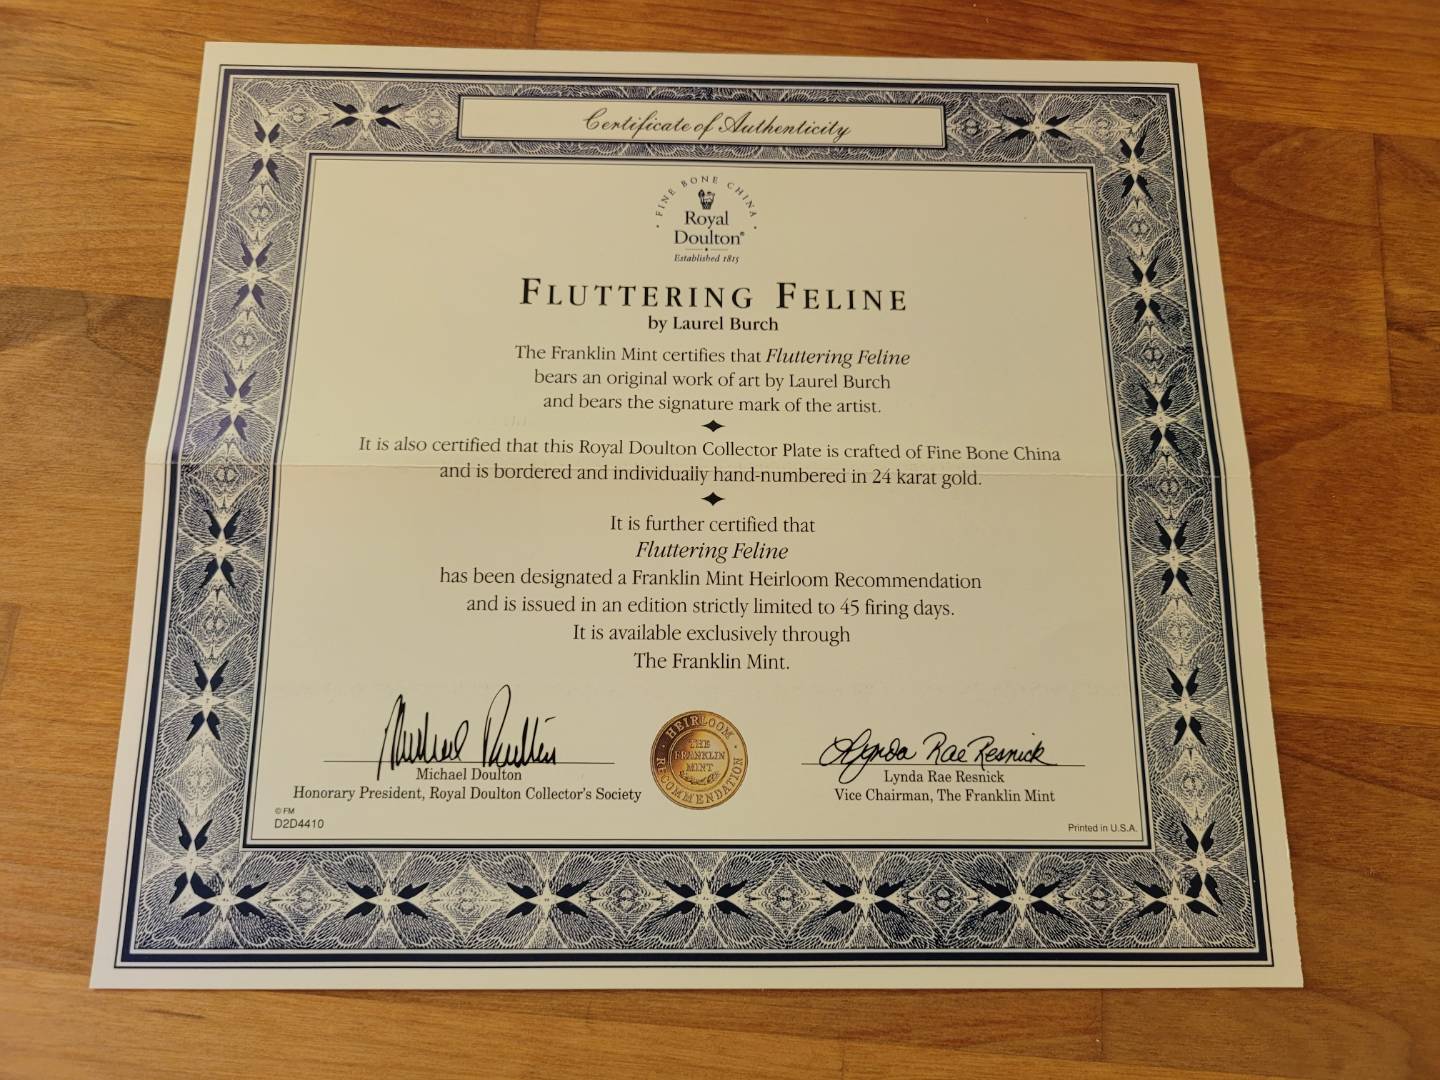 Certificate of Authenticity
FINE BONE CHINA
Royal
Doulton®
Established 1815
FLUTTERING FELINE
by Laurel Burch
The Franklin Mint certifies that Fluttering Feline
bears an original work of art by Laurel Burch
and bears the signature mark of the artist.
It is also certified that this Royal Doulton Collector Plate is crafted of Fine Bone China
and is bordered and individually hand-numbered in 24 karat gold.
It is further certified that
Fluttering Feline
has been designated a Franklin Mint Heirloom Recommendation
and is issued in an edition strictly limited to 45 firing days.
It is available exclusively through
The Franklin Mint.
Michael Doulton
Michael Doulton
Honorary President, Royal Doulton Collector's Society
© FM
D2D4410
HEIRLOOM
THE
FRANKLIN
MINT
RECOMMENDATION
Lynda Rae Resnick
Lynda Rae Resnick
Vice Chairman, The Franklin Mint
Printed in U.S.A.